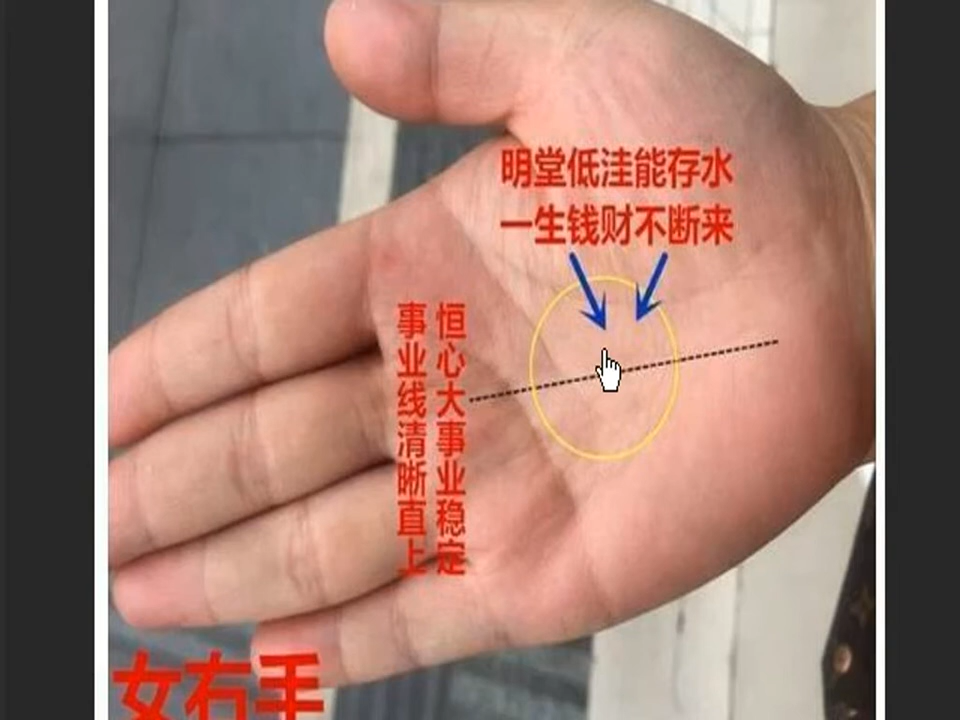 明堂低洼能存水
一生钱财不断来
恒心大事业稳定
事业线清晰直上
女右手